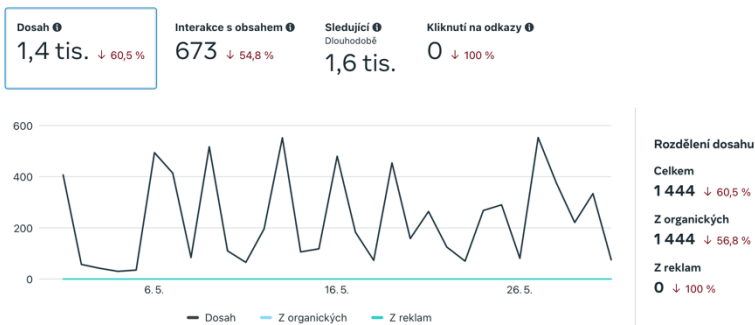 Dosah
1,4 tis. ↓ 60,5 %
Interakce s obsahem
673 ↓ 54,8 %
Sledující
Dlouhodobě
1,6 tis.
Kliknutí na odkazy
0 ↓ 100 %
600
400
200
0
6. 5.
16. 5.
26. 5.
Dosah
Z organických
Z reklam
Rozdělení dosahu
Celkem
1 444 ↓ 60,5 %
Z organických
1 444 ↓ 56,8 %
Z reklam
0 ↓ 100 %